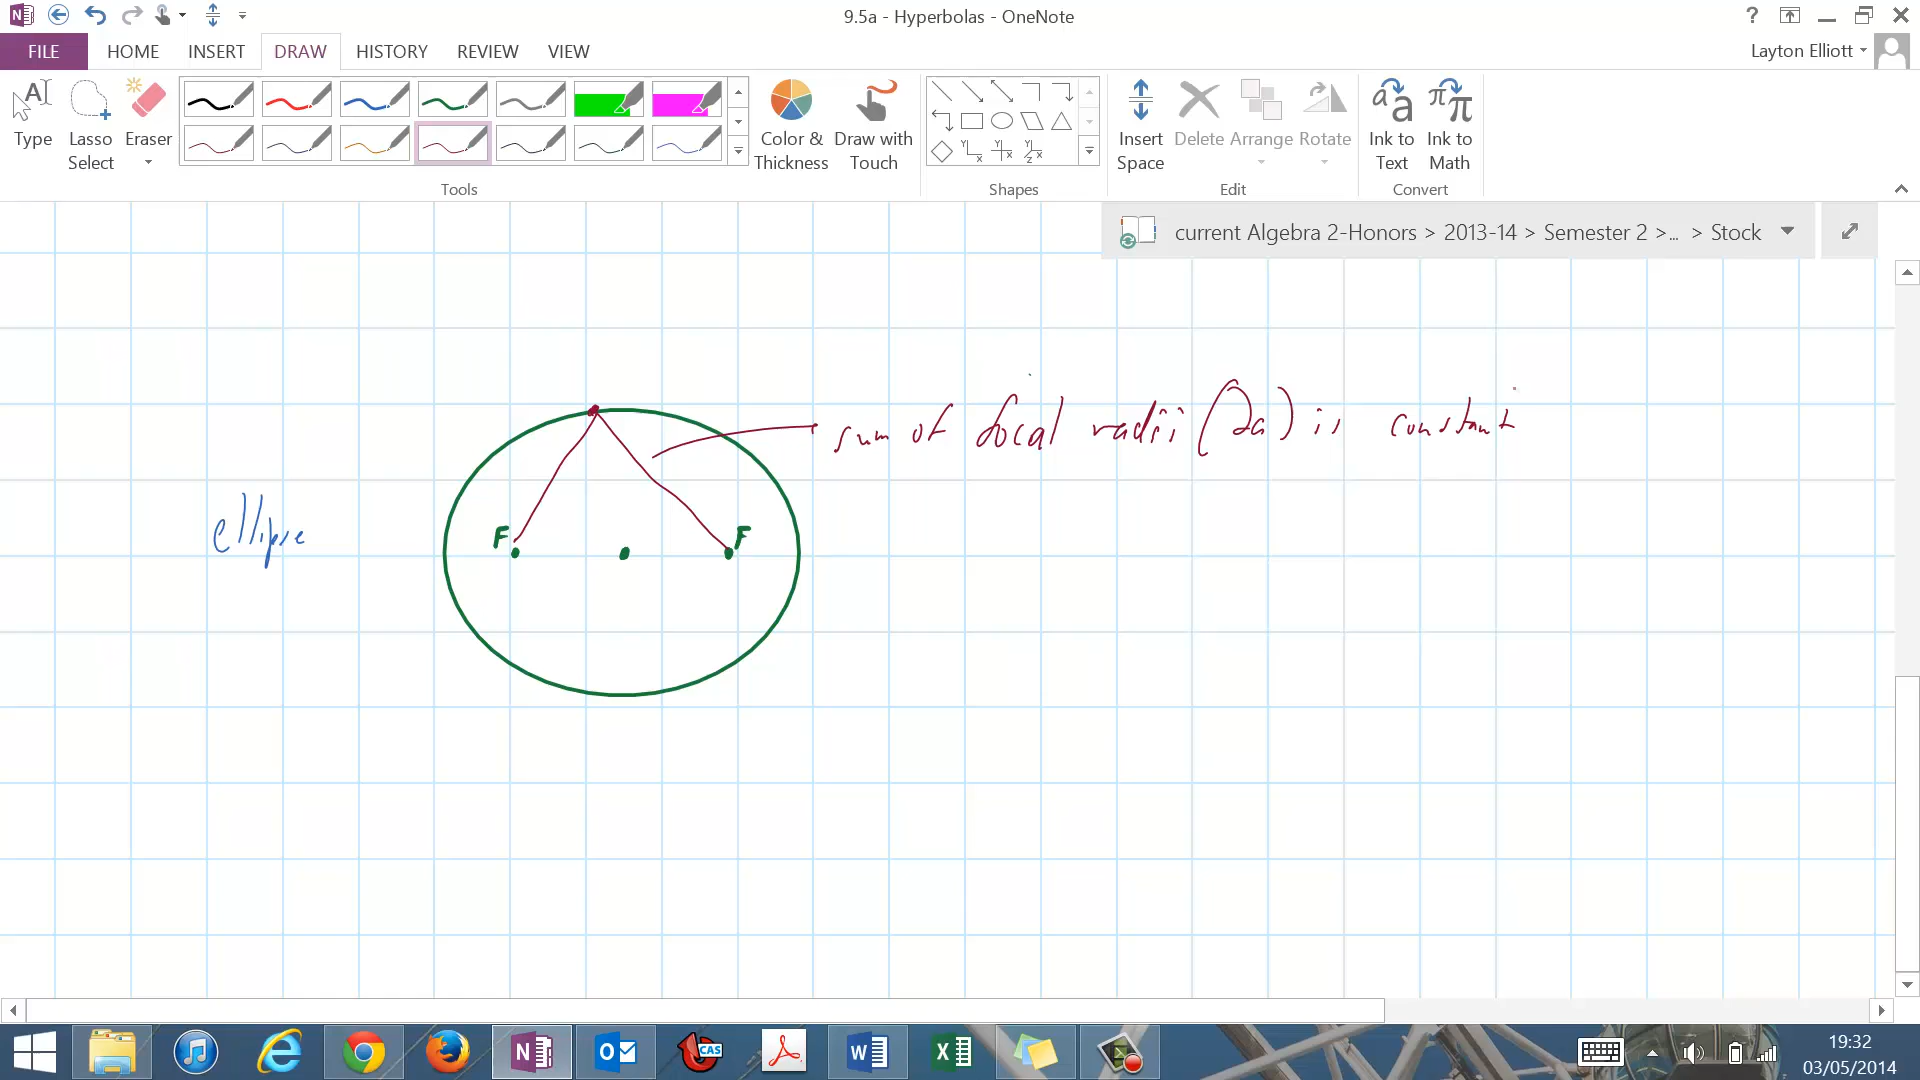 9.5a - Hyperbolas - OneNote
?
FILE HOME INSERT DRAW HISTORY REVIEW VIEW
Layton Elliott
Type
Lasso Select
Eraser
Color & Thickness
Draw with Touch
Insert Space
Delete
Arrange
Rotate
Ink to Text
Ink to Math
Tools
Shapes
Edit
Convert
current Algebra 2-Honors > 2013-14 > Semester 2 >... > Stock
sum of focal radii (2a) is constant
ellipse
F
F
19:32
03/05/2014